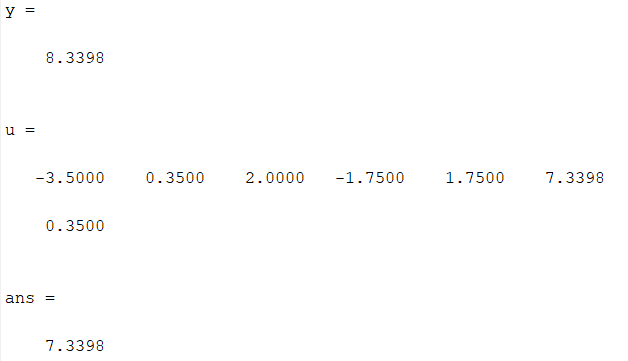 y =
8.3398
u =
-3.5000 0.3500 2.0000 -1.7500 1.7500 7.3398
0.3500
ans =
7.3398